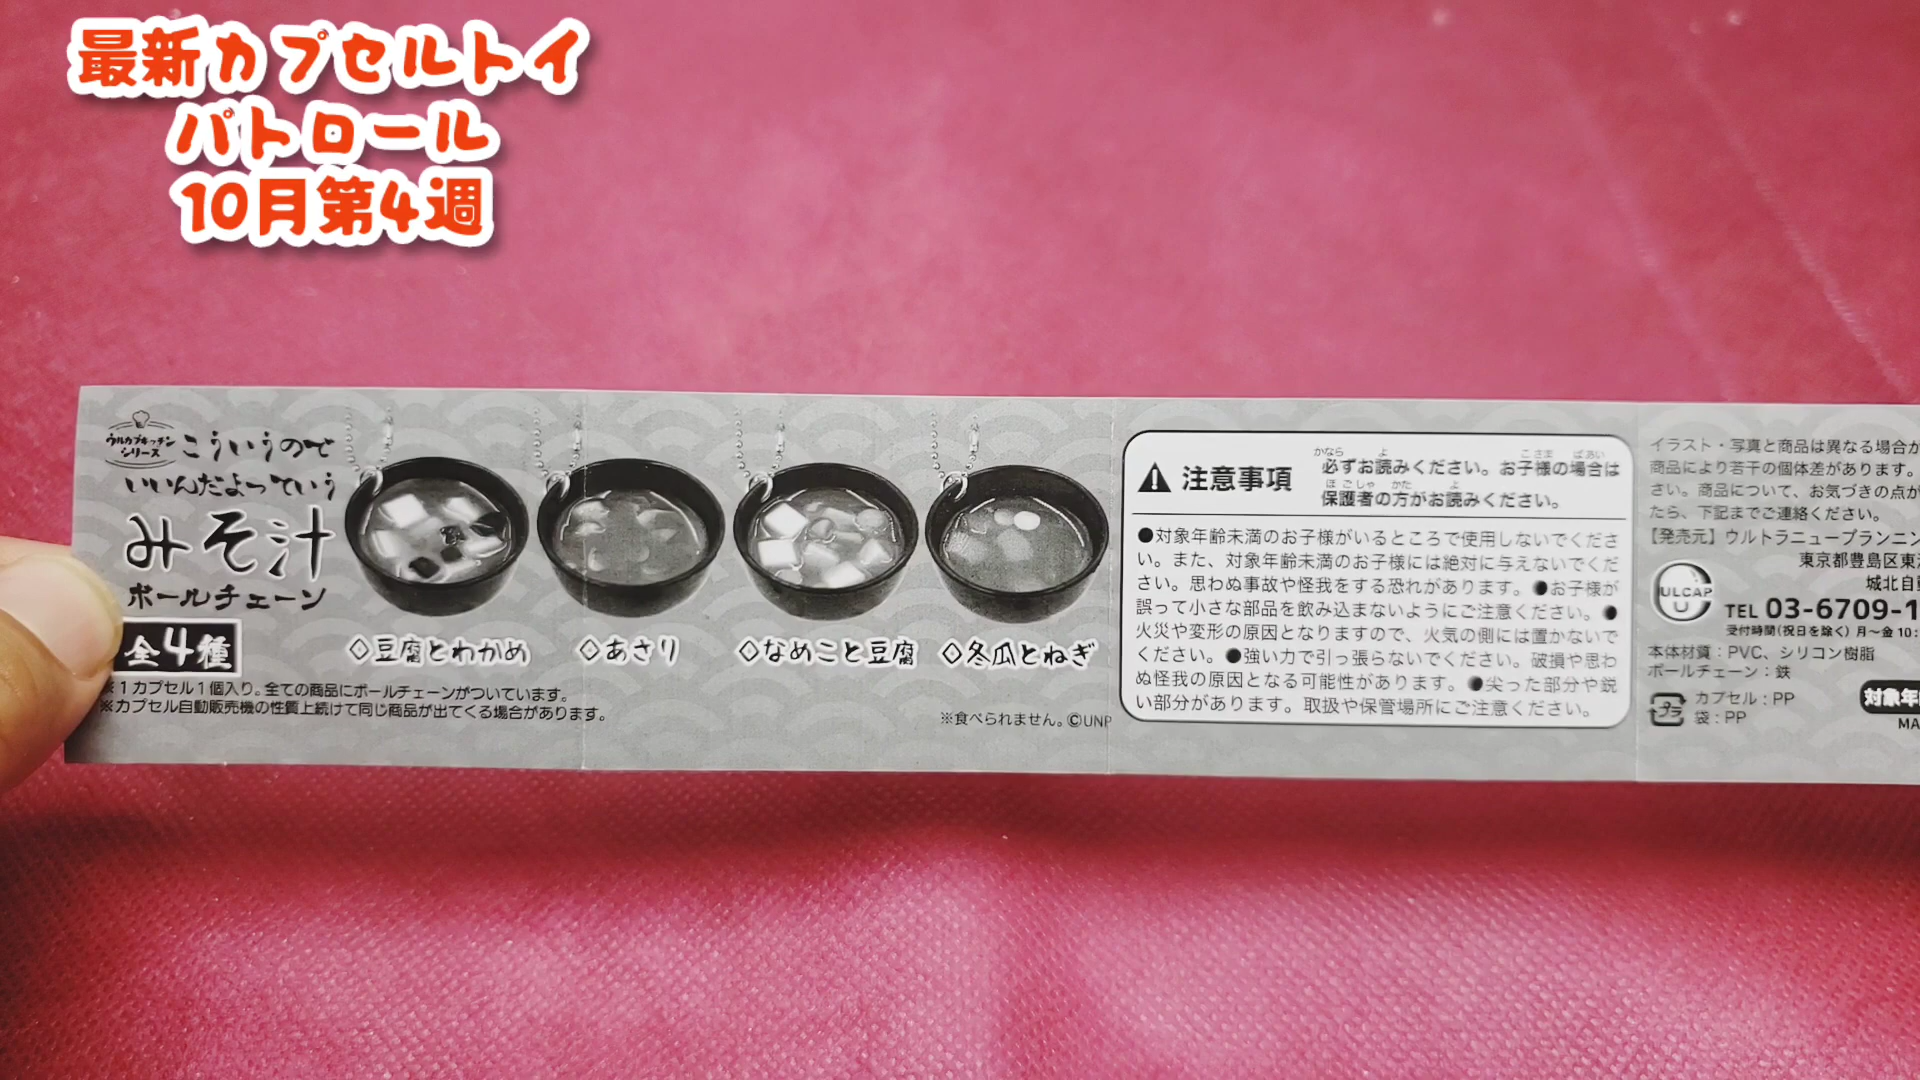 最新カプセルトイ
パトロール
10月第4週
ウルカプキッチン
シリーズ
こういうので
いいんだよっていう
みそ汁
ボールチェーン
全4種
◇豆腐とわかめ
◇あさり
◇なめこと豆腐
◇冬瓜とねぎ
※1カプセル1個入り。全ての商品にボールチェーンがついています。
※カプセル自動販売機の性質上続けて同じ商品が出てくる場合があります。
※食べられません。©UNP
注意事項
必ずお読みください。お子様の場合は
保護者の方がお読みください。
●対象年齢未満のお子様がいるところで使用しないでくださ
い。また、対象年齢未満のお子様には絶対に与えないでくだ
さい。思わぬ事故や怪我をする恐れがあります。●お子様が
誤って小さな部品を飲み込まないようにご注意ください。●
火災や変形の原因となりますので、火気の側には置かないで
ください。●強い力で引っ張らないでください。破損や思わ
ぬ怪我の原因となる可能性があります。●尖った部分や鋭
い部分があります。取扱や保管場所にご注意ください。
イラスト・写真と商品は異なる場合が
商品により若干の個体差があります。
さい。商品について、お気づきの点が
たら、下記までご連絡ください。
【発売元】ウルトラニュープランニン
東京都豊島区東
城北自
ULCAP
TEL 03-6709-1
受付時間(祝日を除く)月～金 10:
本体材質：PVC、シリコン樹脂
ボールチェーン：鉄
プラ
カプセル：PP
袋：PP
対象年
MA